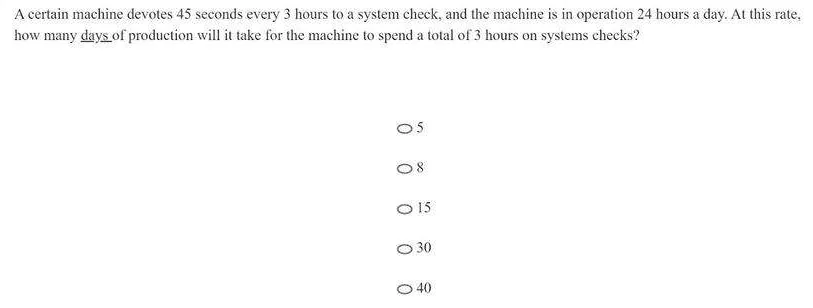 A certain machine devotes 45 seconds every 3 hours to a system check, and the machine is in operation 24 hours a day. At this rate,
how many days of production will it take for the machine to spend a total of 3 hours on systems checks?
5
8
15
30
40